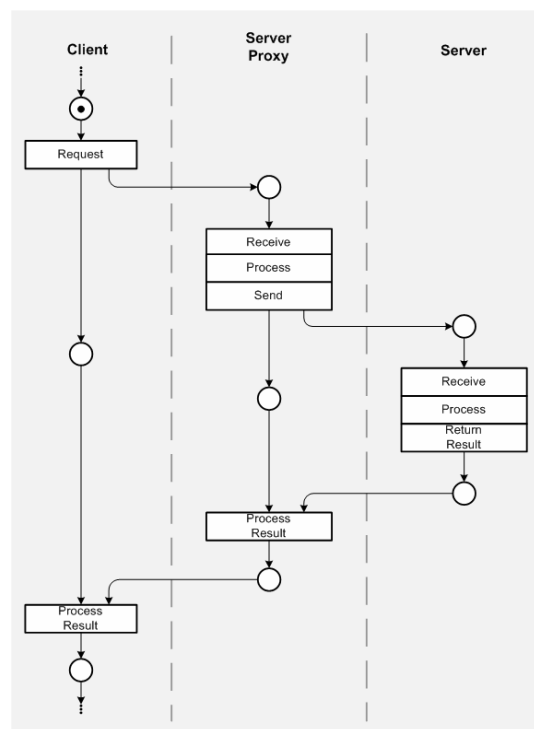 Client
Server
Proxy
Server
Request
Receive
Process
Send
Receive
Process
Return
Result
Process
Result
Process
Result